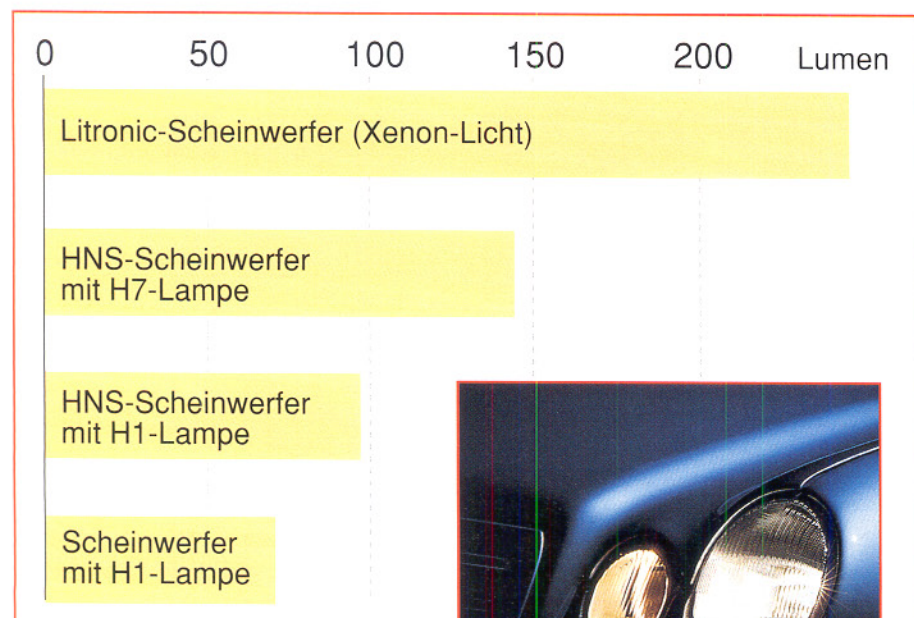 0 50 100 150 200 Lumen
Litronic-Scheinwerfer (Xenon-Licht)
HNS-Scheinwerfer
mit H7-Lampe
HNS-Scheinwerfer
mit H1-Lampe
Scheinwerfer
mit H1-Lampe